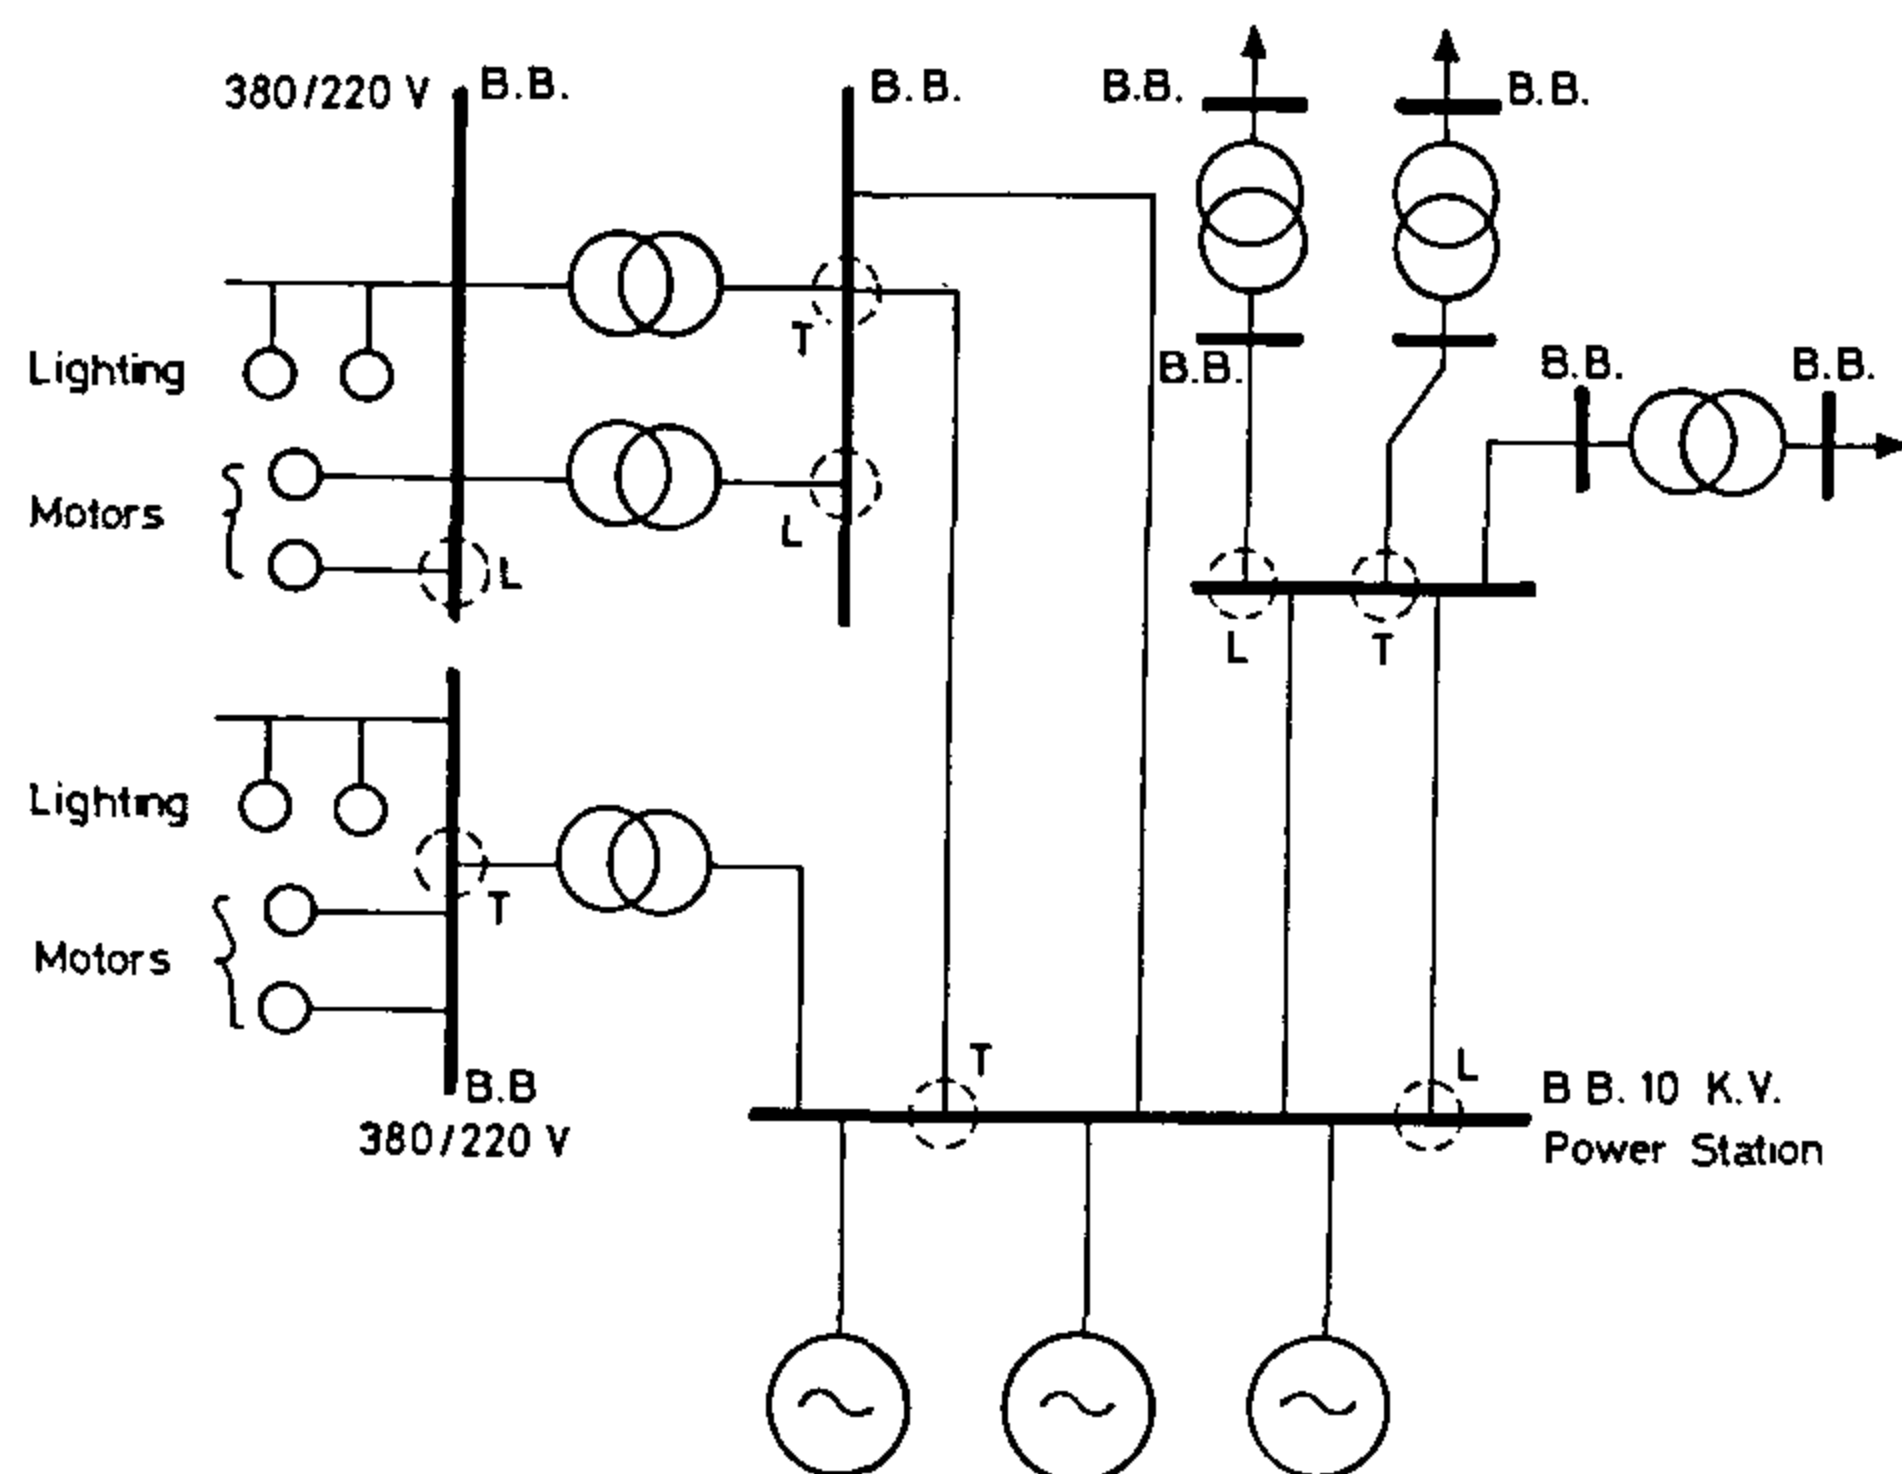 380/220 V
B.B.
B.B.
B.B.
B.B.
T
B.B.
B.B.
B.B.
Lighting
Motors
L
L
L
T
Lighting
T
Motors
T
L
B.B
380/220 V
B B. 10 K.V.
Power Station